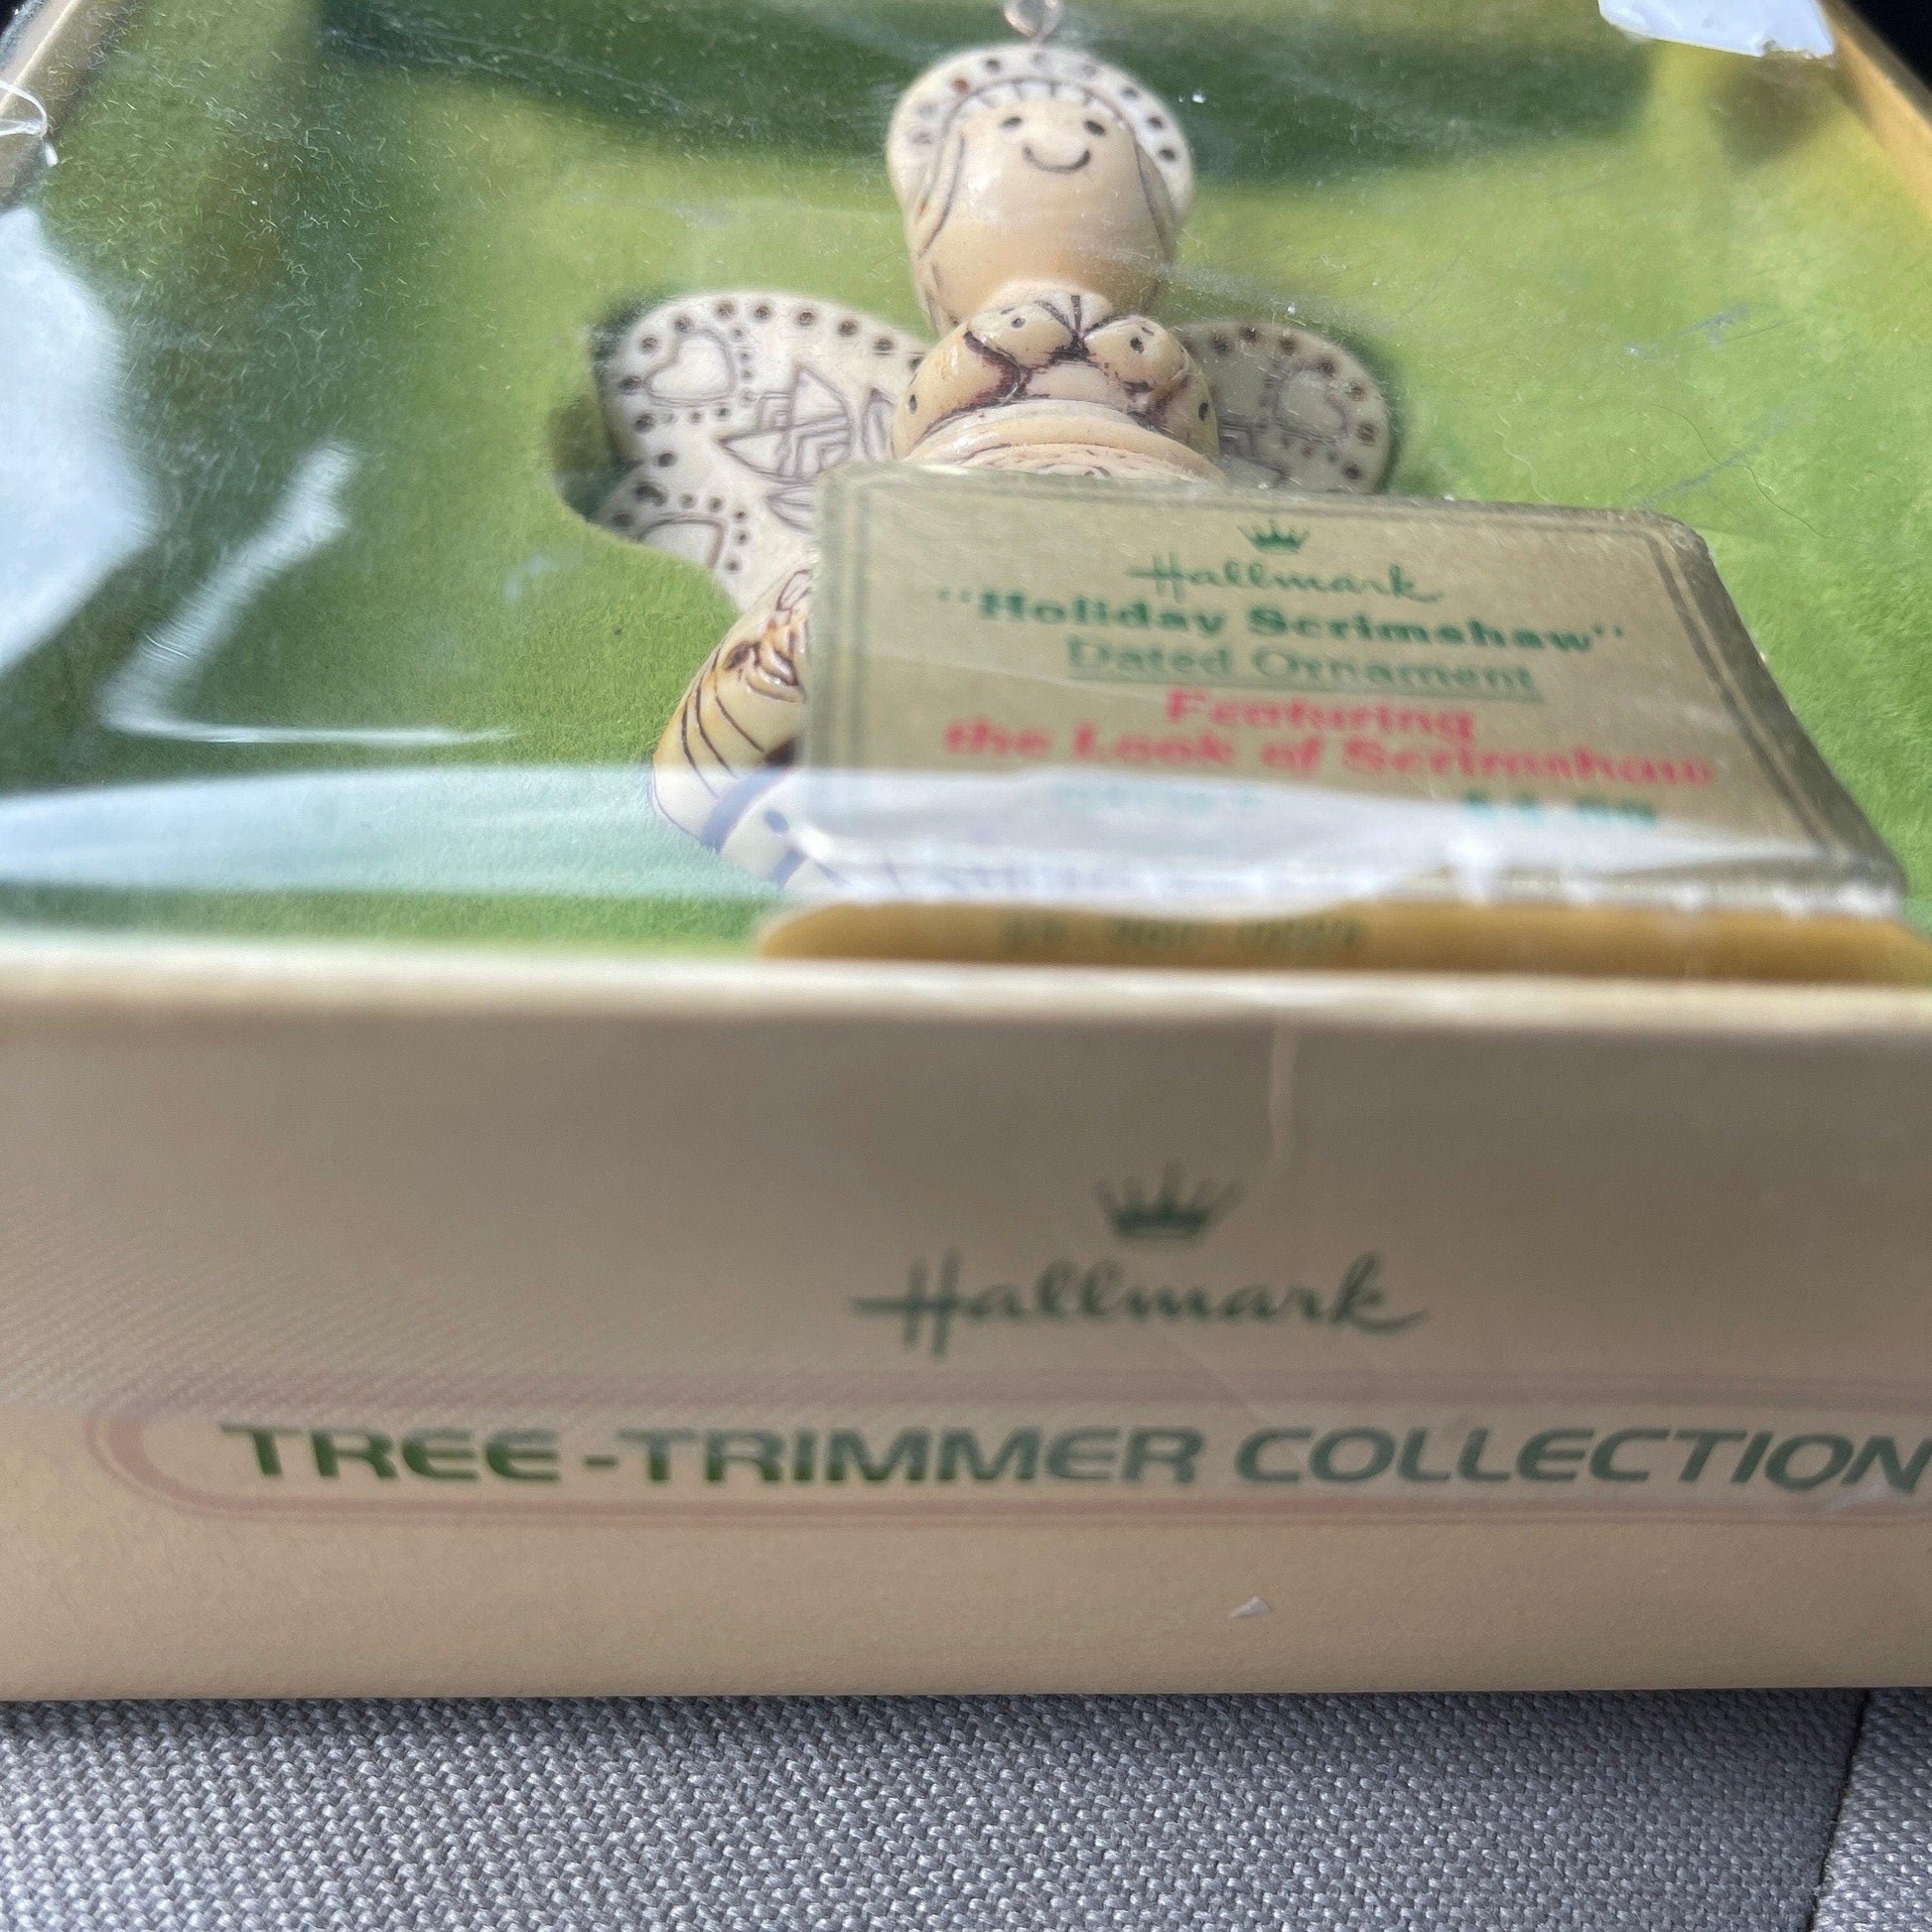 Hallmark
"Holiday Scrimshaw"
Dated Ornament
Featuring
the Look of Scrimshaw
Hallmark
TREE-TRIMMER COLLECTION